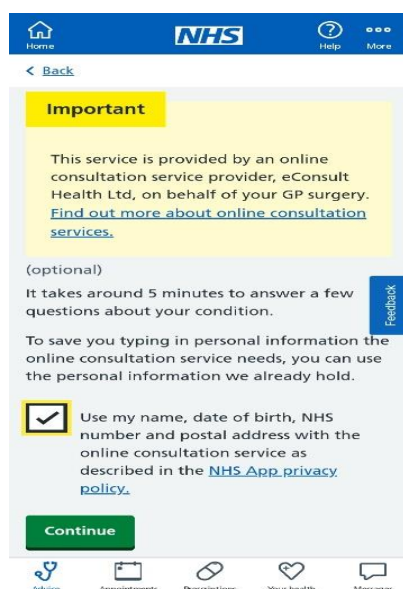 Home
NHS
Help
More
< Back
Important
This service is provided by an online
consultation service provider, eConsult
Health Ltd, on behalf of your GP surgery.
Find out more about online consultation
services.
(optional)
It takes around 5 minutes to answer a few
questions about your condition.
Feedback
To save you typing in personal information the
online consultation service needs, you can use
the personal information we already hold.
Use my name, date of birth, NHS
number and postal address with the
online consultation service as
described in the NHS App privacy
policy.
Continue
Advice
Appointments
Prescriptions
Your health
Messages